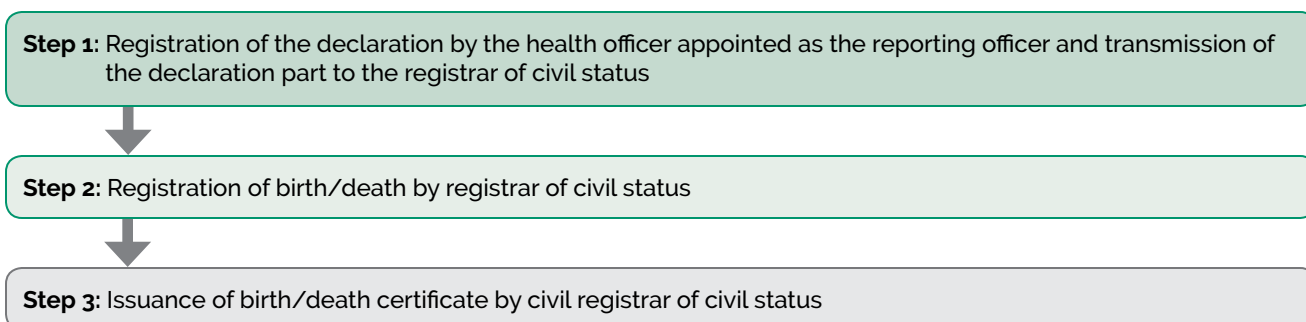 Step 1: Registration of the declaration by the health officer appointed as the reporting officer and transmission of
the declaration part to the registrar of civil status
Step 2: Registration of birth/death by registrar of civil status
Step 3: Issuance of birth/death certificate by civil registrar of civil status